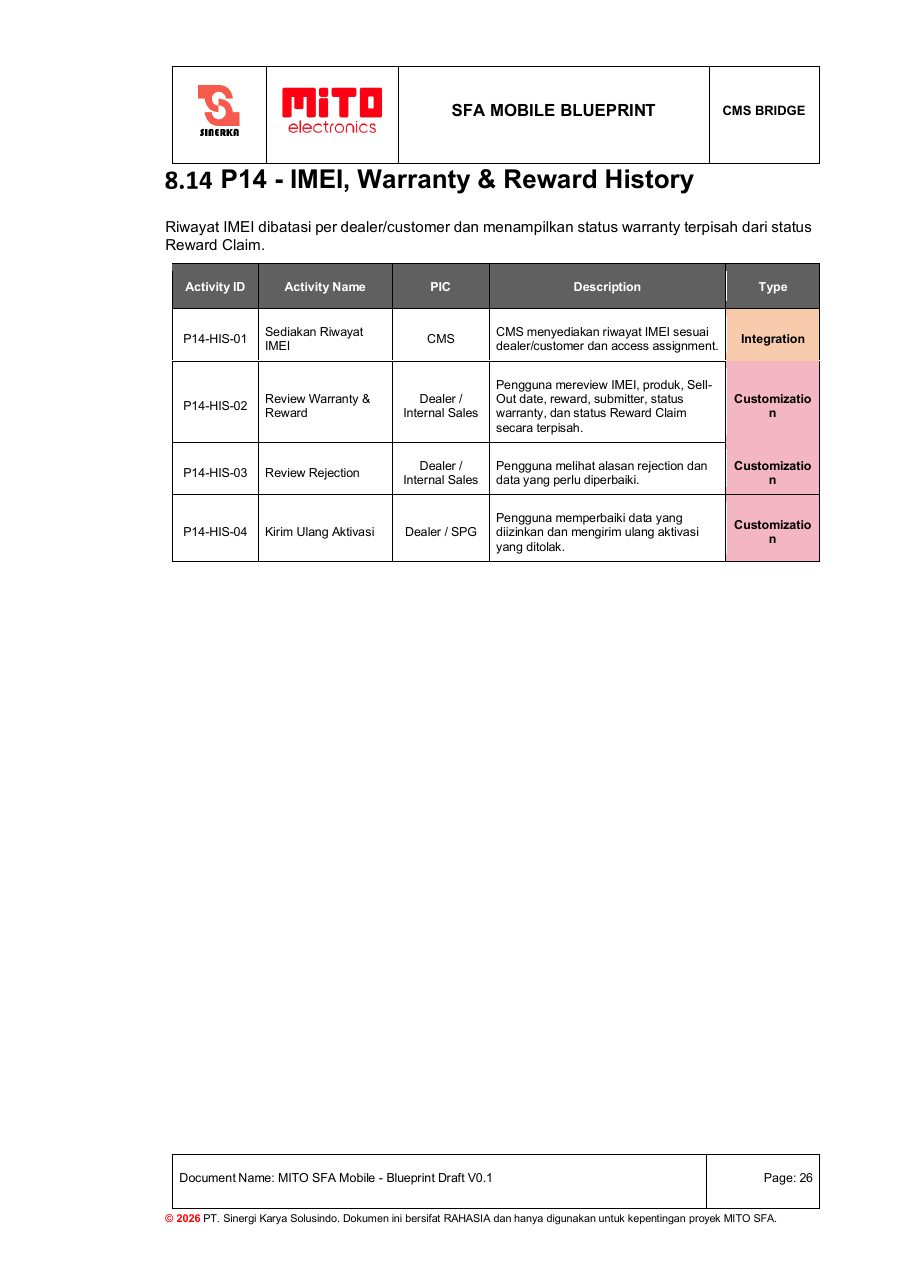 SINERKA
MiTO
electronics
SFA MOBILE BLUEPRINT
CMS BRIDGE
8.14 P14 - IMEI, Warranty & Reward History
Riwayat IMEI dibatasi per dealer/customer dan menampilkan status warranty terpisah dari status
Reward Claim.
Activity ID Activity Name PIC Description Type
P14-HIS-01
Sediakan Riwayat
IMEI
CMS
CMS menyediakan riwayat IMEI sesuai
dealer/customer dan access assignment.
Integration
P14-HIS-02
Review Warranty &
Reward
Dealer /
Internal Sales
Pengguna mereview IMEI, produk, Sell-
Out date, reward, submitter, status
warranty, dan status Reward Claim
secara terpisah.
Customizatio
n
P14-HIS-03
Review Rejection
Dealer /
Internal Sales
Pengguna melihat alasan rejection dan
data yang perlu diperbaiki.
Customizatio
n
P14-HIS-04
Kirim Ulang Aktivasi
Dealer / SPG
Pengguna memperbaiki data yang
diizinkan dan mengirim ulang aktivasi
yang ditolak.
Customizatio
n
Document Name: MITO SFA Mobile - Blueprint Draft V0.1
Page: 26
© 2026 PT. Sinergi Karya Solusindo. Dokumen ini bersifat RAHASIA dan hanya digunakan untuk kepentingan proyek MITO SFA.